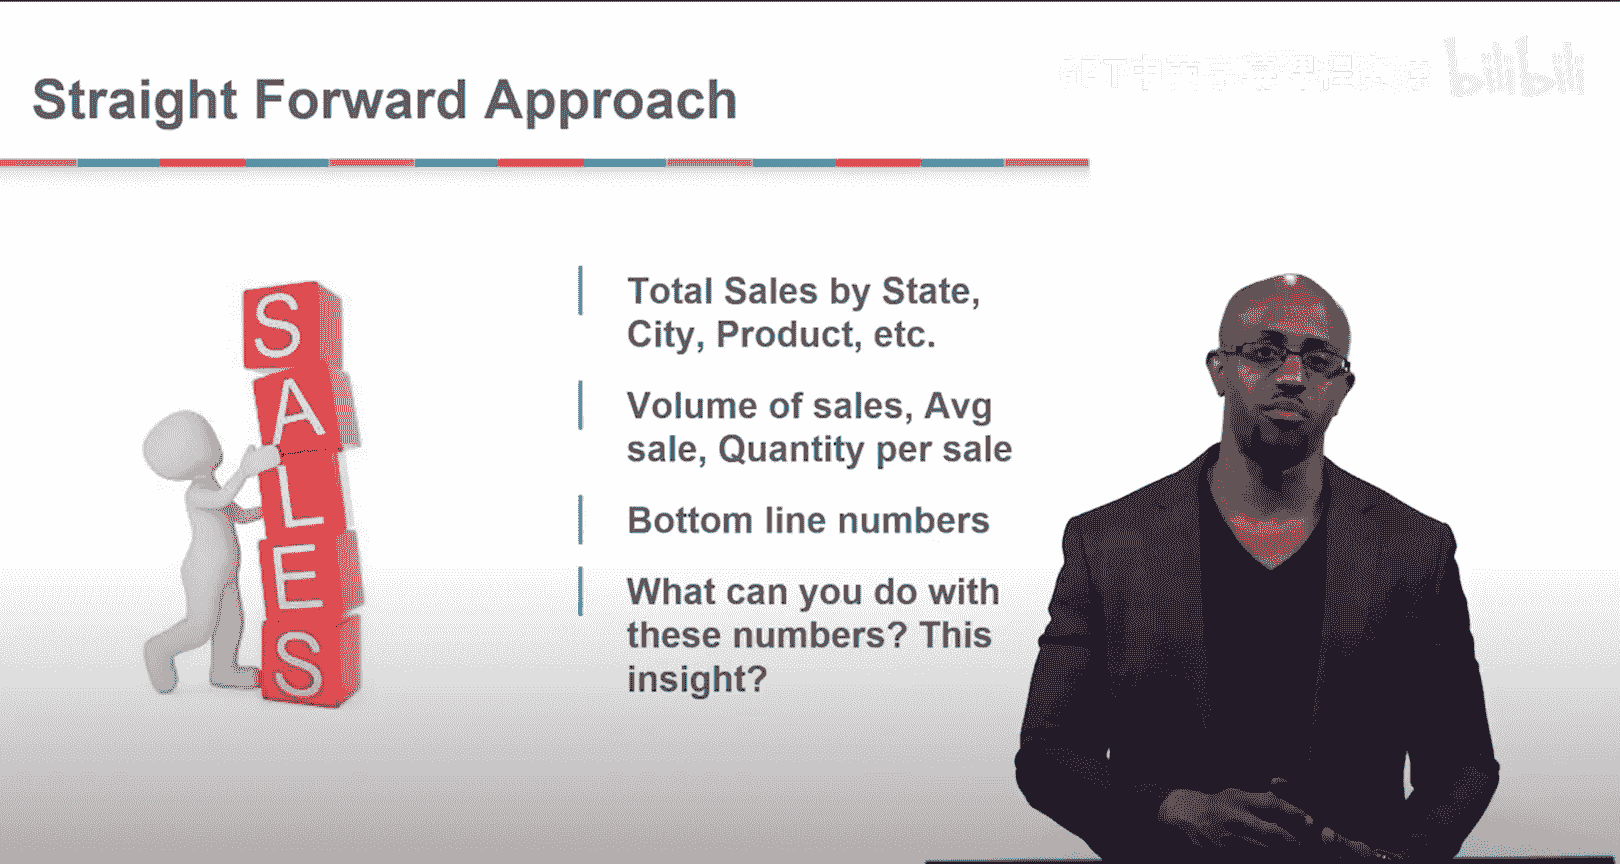 Straight Forward Approach
bilibili
SALES
Total Sales by State,
City, Product, etc.
Volume of sales, Avg
sale, Quantity per sale
Bottom line numbers
What can you do with
these numbers? This
insight?